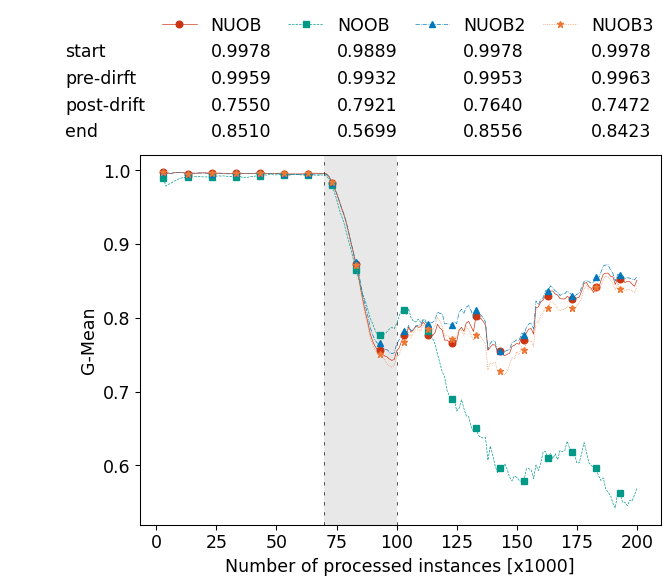 NUOB NOOB NUOB2 NUOB3
start 0.9978 0.9889 0.9978 0.9978
pre-dirft 0.9959 0.9932 0.9953 0.9963
post-drift 0.7550 0.7921 0.7640 0.7472
end 0.8510 0.5699 0.8556 0.8423
1.0
0.9
0.8
0.7
0.6
G-Mean
0 25 50 75 100 125 150 175 200
Number of processed instances [x1000]